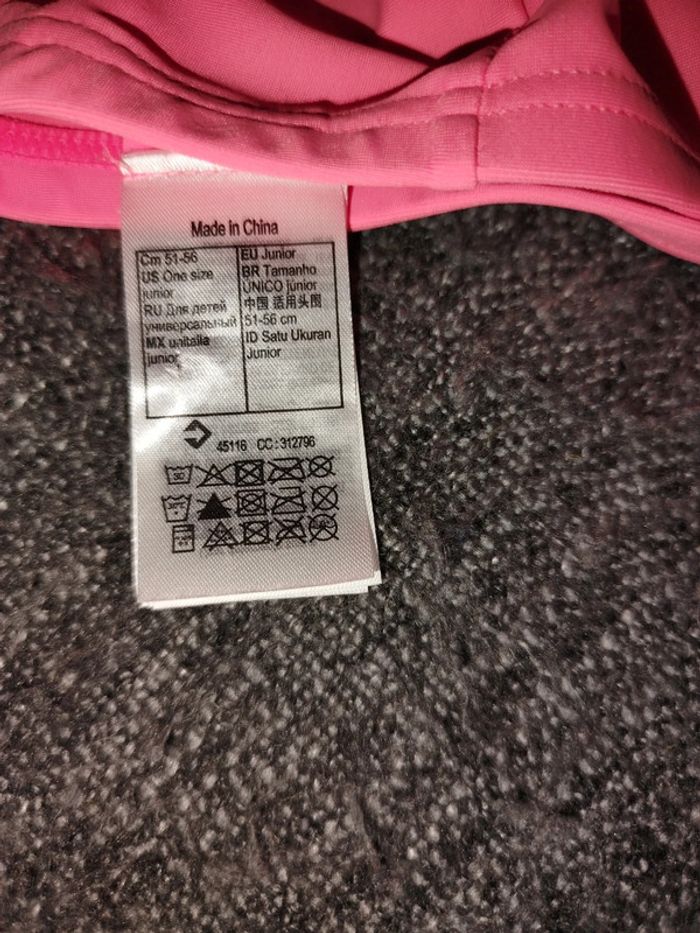 Made in China
Cm 51-56
US One size
junior
RU Для детей
универсальный
MX unitalla
junior
EU Junior
BR Tamanho
ÚNICO júnior
中国 适用头围
51-56 cm
ID Satu Ukuran
Junior
45116 CC:312796
30